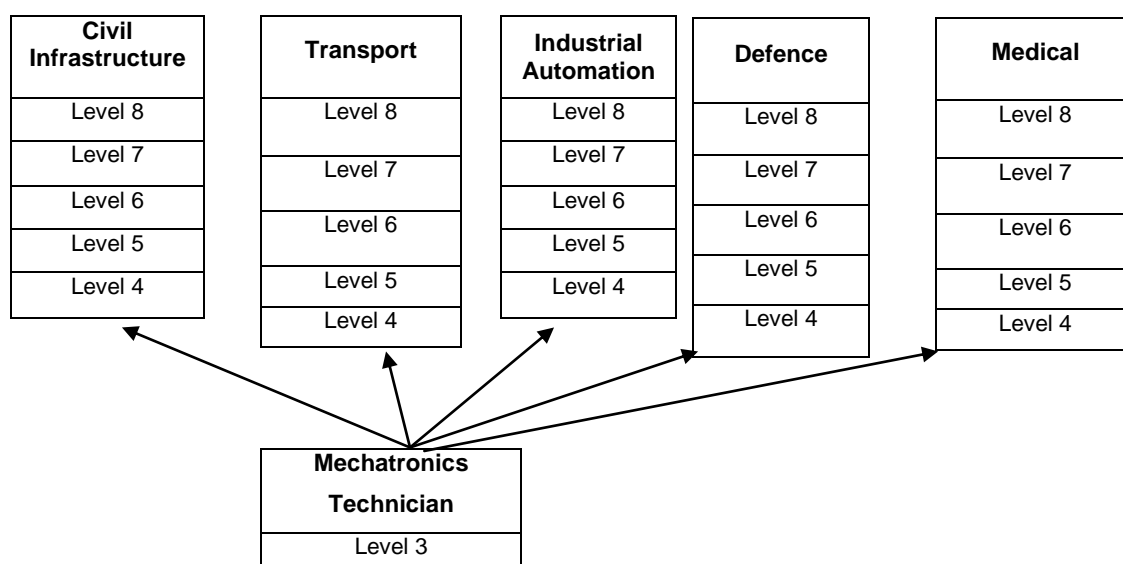 Civil
Infrastructure
Level 8
Level 7
Level 6
Level 5
Level 4
Transport
Level 8
Level 7
Level 6
Level 5
Level 4
Industrial
Automation
Level 8
Level 7
Level 6
Level 5
Level 4
Defence
Level 8
Level 7
Level 6
Level 5
Level 4
Medical
Level 8
Level 7
Level 6
Level 5
Level 4
Mechatronics
Technician
Level 3